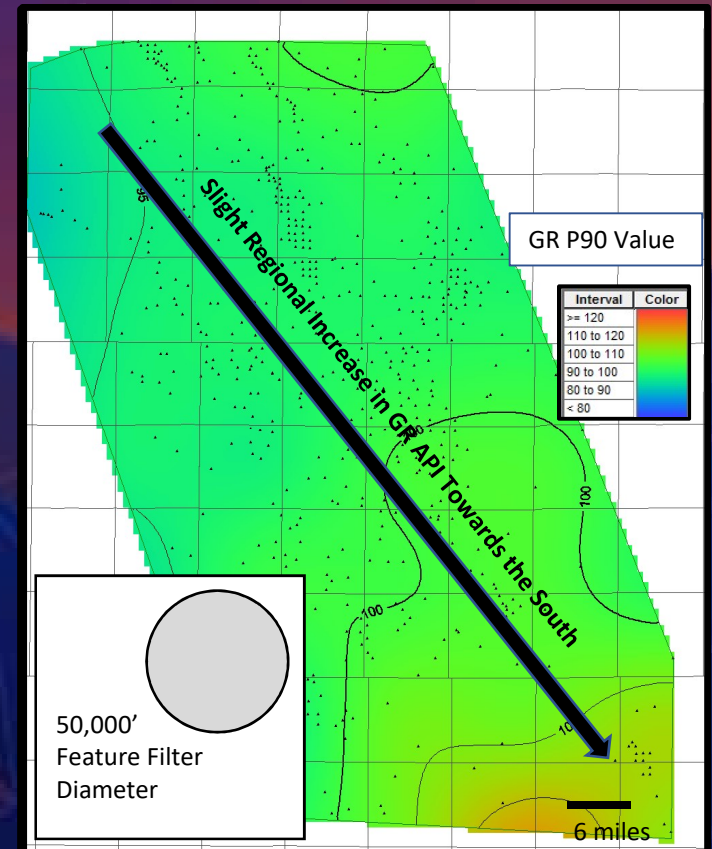 95
Slight Regional Increase in GR API Towards the South
GR P90 Value
Interval Color
>= 120
110 to 120
100 to 110
90 to 100
80 to 90
< 80
100
100
50,000’
Feature Filter
Diameter
6 miles